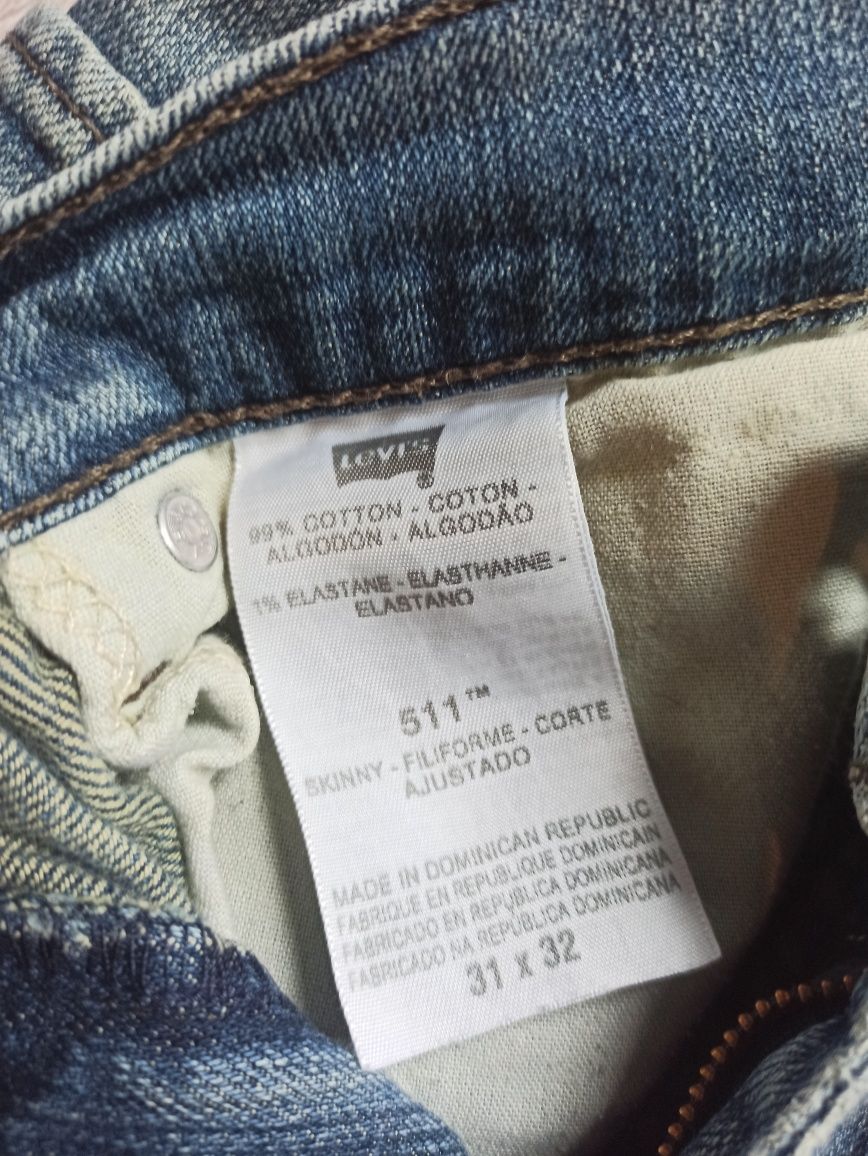 Levi's
®
99% COTTON - COTON -
ALGODÓN - ALGODÃO
1% ELASTANE - ELASTHANNE -
ELASTANO
511™
SKINNY - FILIFORME - CORTE
AJUSTADO
MADE IN DOMINICAN REPUBLIC
FABRIQUE EN REPUBLIQUE DOMINICAIN
FABRICADO EN REPUBLICA DOMINICANA
FABRICADO NA REPÚBLICA DOMINICANA
31 x 32